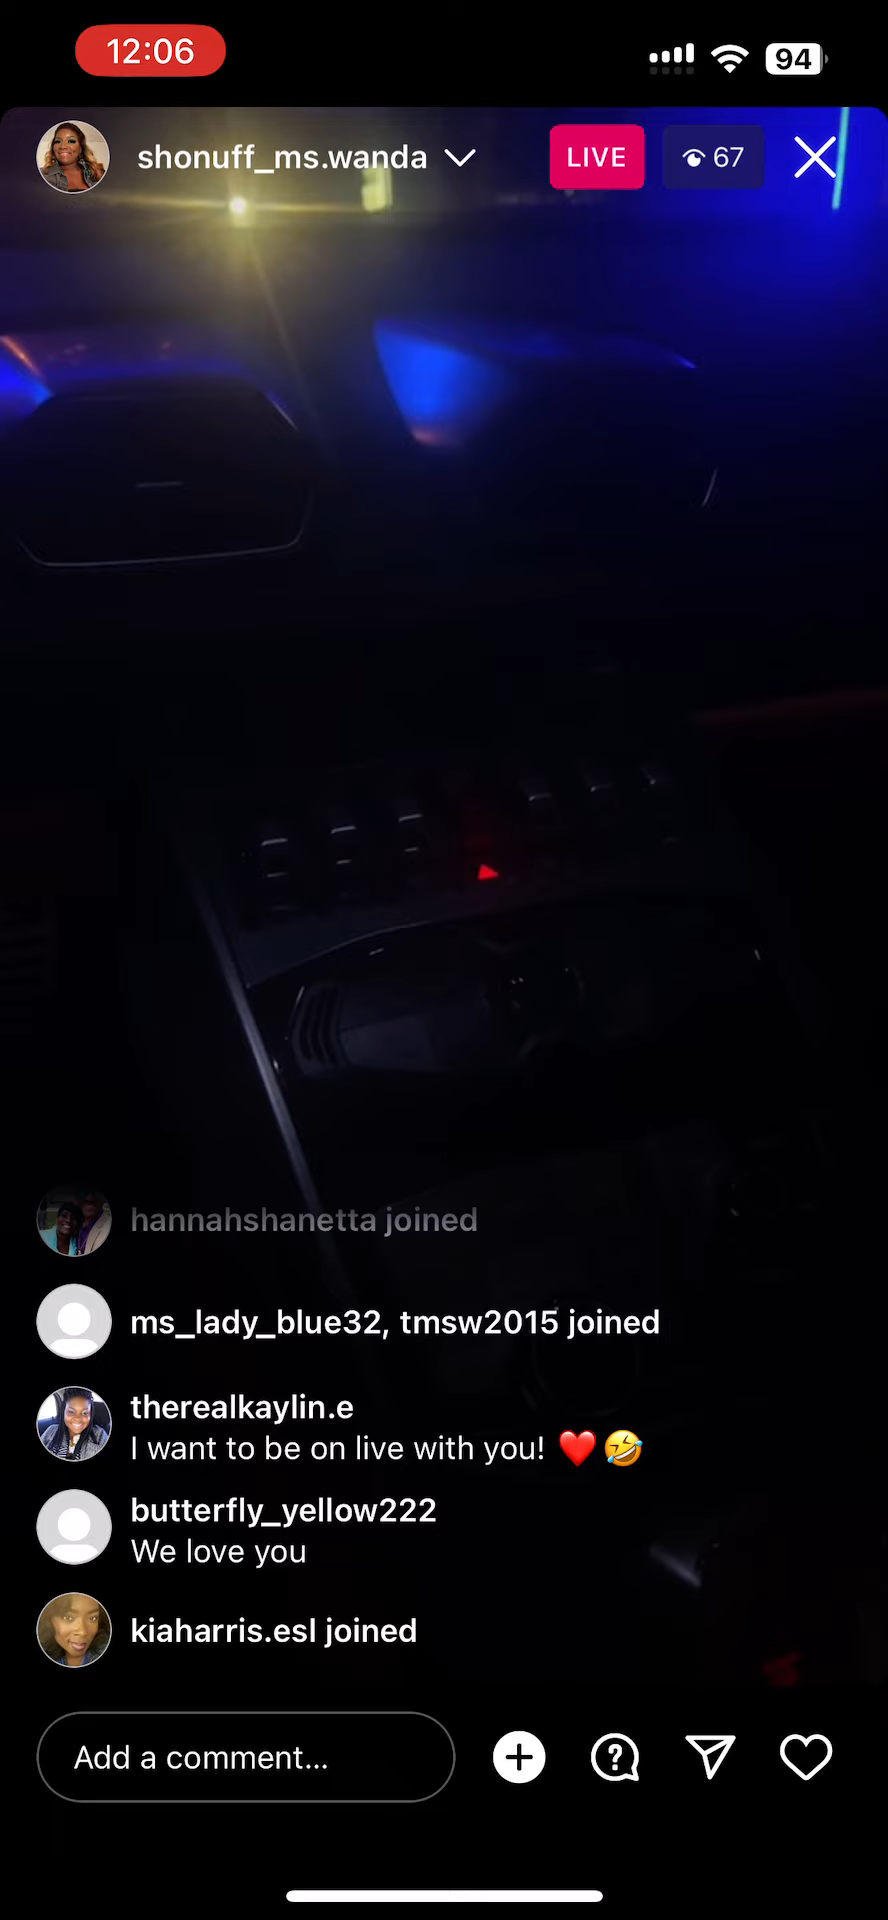 12:06
94
shonuff_ms.wanda
LIVE
67
hannahshanetta joined
ms_lady_blue32, tmsw2015 joined
therealkaylin.e
I want to be on live with you! ❤️🤣
butterfly_yellow222
We love you
kiaharris.esl joined
Add a comment...